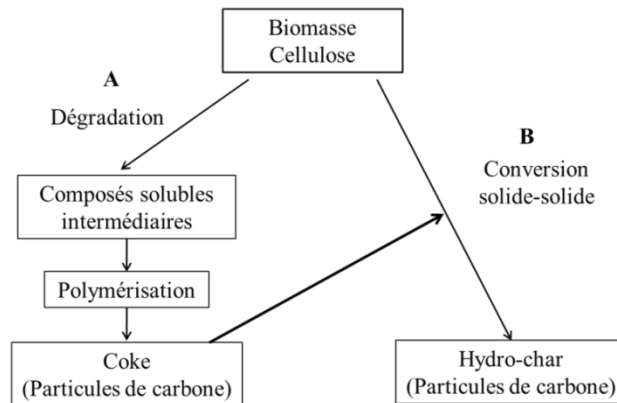 Biomasse
Cellulose
A
Dégradation
B
Conversion
solide-solide
Composés solubles
intermédiaires
Polymérisation
Coke
(Particules de carbone)
Hydro-char
(Particules de carbone)